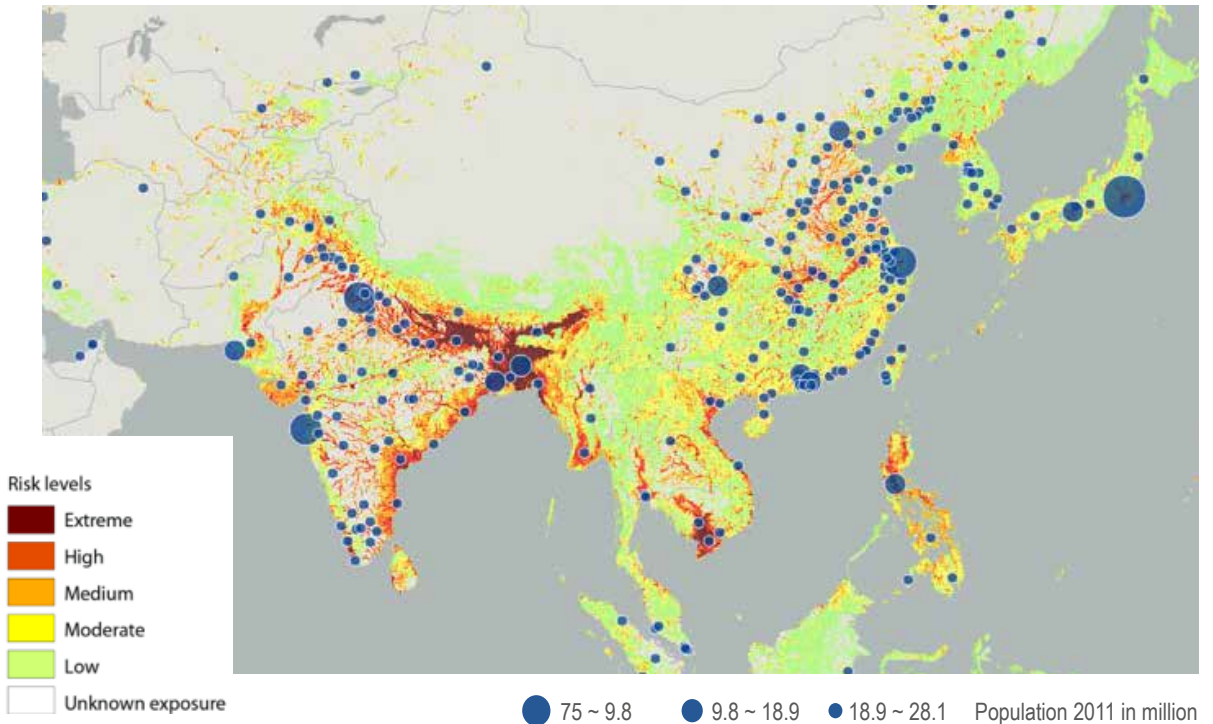 Risk levels
Extreme
High
Medium
Moderate
Low
Unknown exposure
75 ~ 9.8 9.8 ~ 18.9 18.9 ~ 28.1 Population 2011 in million